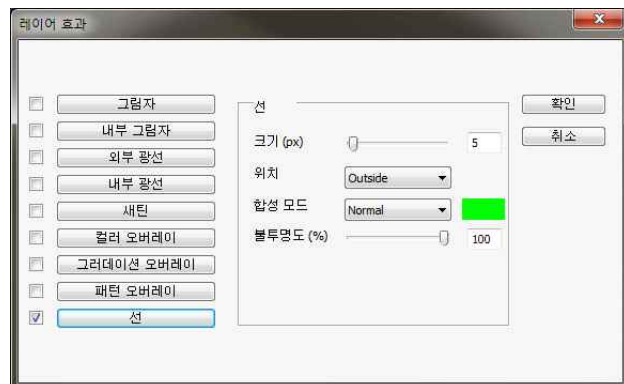 레이어 효과
그림자
내부 그림자
외부 광선
내부 광선
새틴
컬러 오버레이
그러데이션 오버레이
패턴 오버레이
선
선
크기 (px)
5
위치
Outside
합성 모드
Normal
불투명도 (%)
100
확인
취소